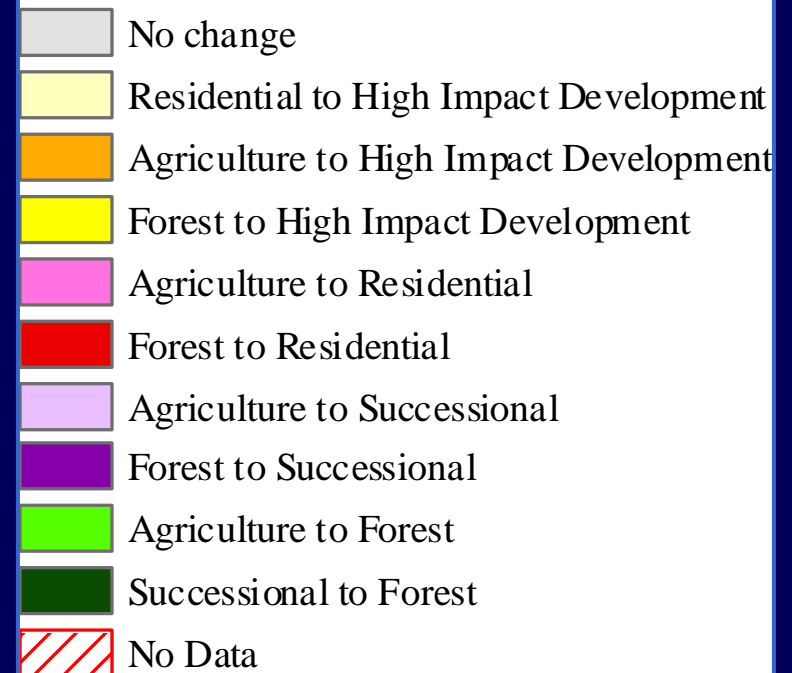 No change
Residential to High Impact Development
Agriculture to High Impact Development
Forest to High Impact Development
Agriculture to Residential
Forest to Residential
Agriculture to Successional
Forest to Successional
Agriculture to Forest
Successional to Forest
No Data